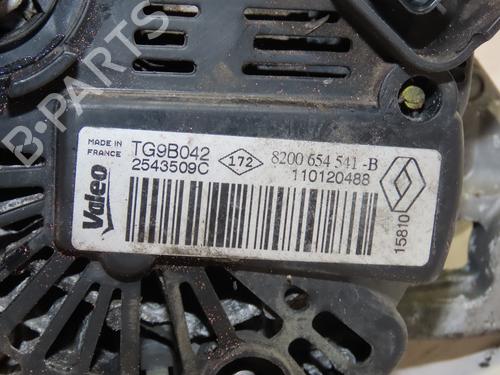 MADE IN FRANCE
TG9B042
2543509C
172
8200 654 541 -B
110120488
Valeo
15810
B-PARTS